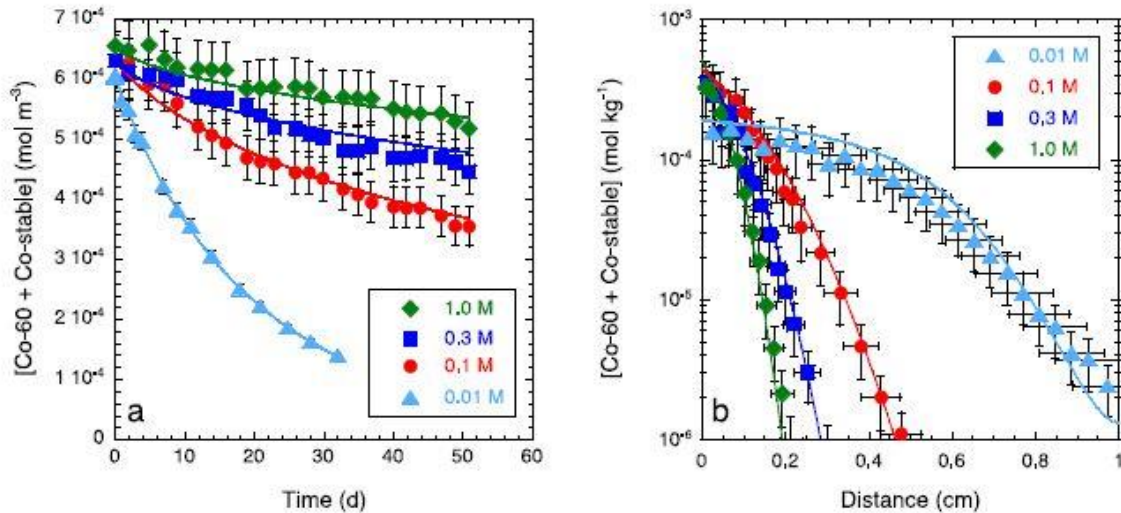 7 10⁻⁴
6 10⁻⁴
5 10⁻⁴
4 10⁻⁴
3 10⁻⁴
2 10⁻⁴
1 10⁻⁴
0
[Co-60 + Co-stable] (mol m⁻³)
0 10 20 30 40 50 60
Time (d)
a
1.0 M
0.3 M
0,1 M
0.01 M
10⁻³
10⁻⁴
10⁻⁵
10⁻⁶
[Co-60 + Co-stable] (mol kg⁻¹)
0 0,2 0,4 0,6 0,8 1
Distance (cm)
b
0.01 M
0,1 M
0,3 M
1.0 M